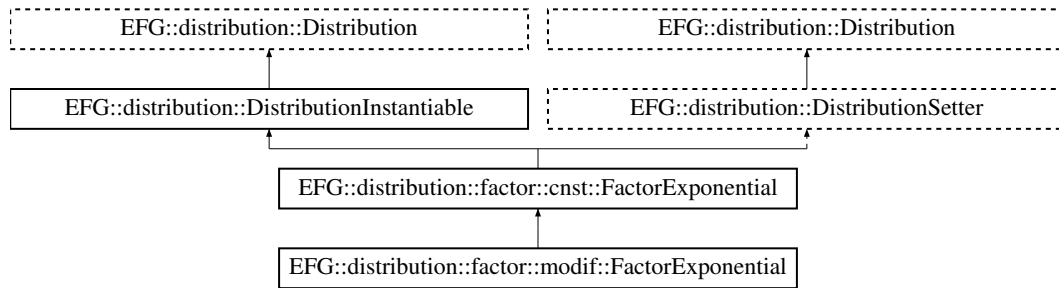 EFG::distribution::Distribution
EFG::distribution::Distribution
EFG::distribution::DistributionInstantiable
EFG::distribution::DistributionSetter
EFG::distribution::factor::cnst::FactorExponential
EFG::distribution::factor::modif::FactorExponential